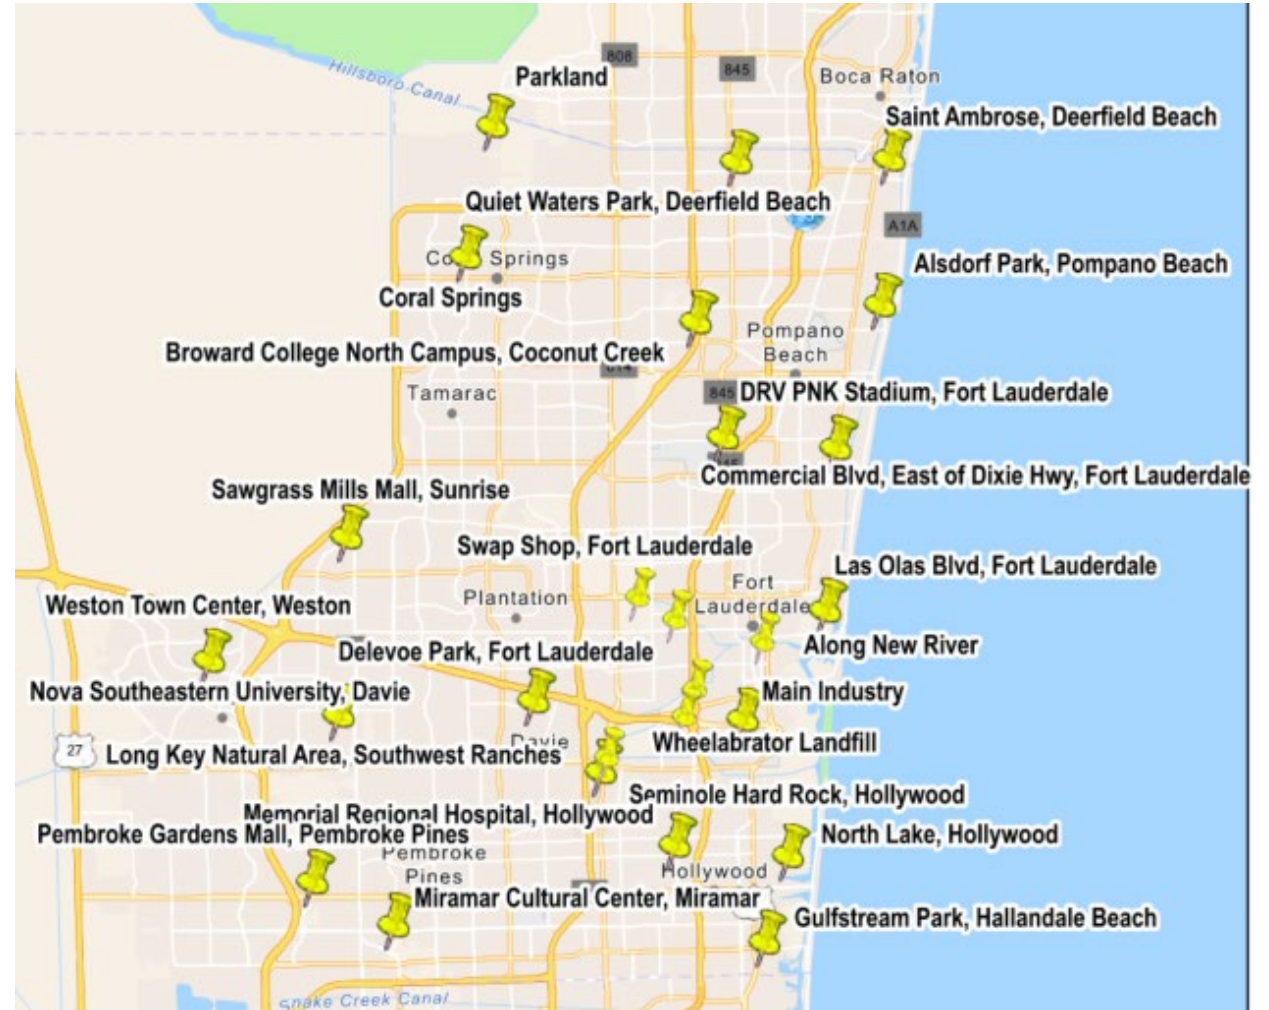 808
Parkland
845
Boca Raton
Hillsboro Canal
Saint Ambrose, Deerfield Beach
Quiet Waters Park, Deerfield Beach
A1A
Springs
Alsdorf Park, Pompano Beach
Coral Springs
Pompano
Beach
Broward College North Campus, Coconut Creek
Tamarac
845
DRV PNK Stadium, Fort Lauderdale
Commercial Blvd, East of Dixie Hwy, Fort Lauderdale
Sawgrass Mills Mall, Sunrise
Swap Shop, Fort Lauderdale
Las Olas Blvd, Fort Lauderdale
Fort
Lauderdale
Plantation
Weston Town Center, Weston
Along New River
Delevoe Park, Fort Lauderdale
Nova Southeastern University, Davie
Main Industry
Davie
Wheelabrator Landfill
27
Long Key Natural Area, Southwest Ranches
Seminole Hard Rock, Hollywood
Memorial Regional Hospital, Hollywood
Pembroke Gardens Mall, Pembroke Pines
North Lake, Hollywood
Pembroke
Pines
Hollywood
Miramar Cultural Center, Miramar
Gulfstream Park, Hallandale Beach
Snake Creek Canal